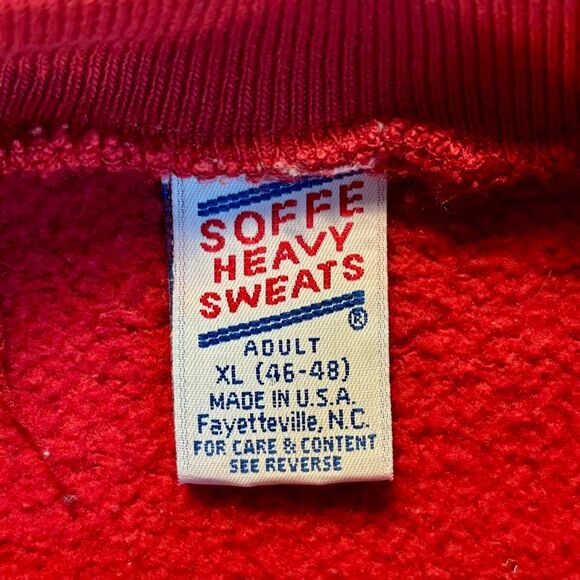 SOFFE
HEAVY
SWEATS
®
ADULT
XL (46-48)
MADE IN U.S.A.
Fayetteville, N.C.
FOR CARE & CONTENT
SEE REVERSE